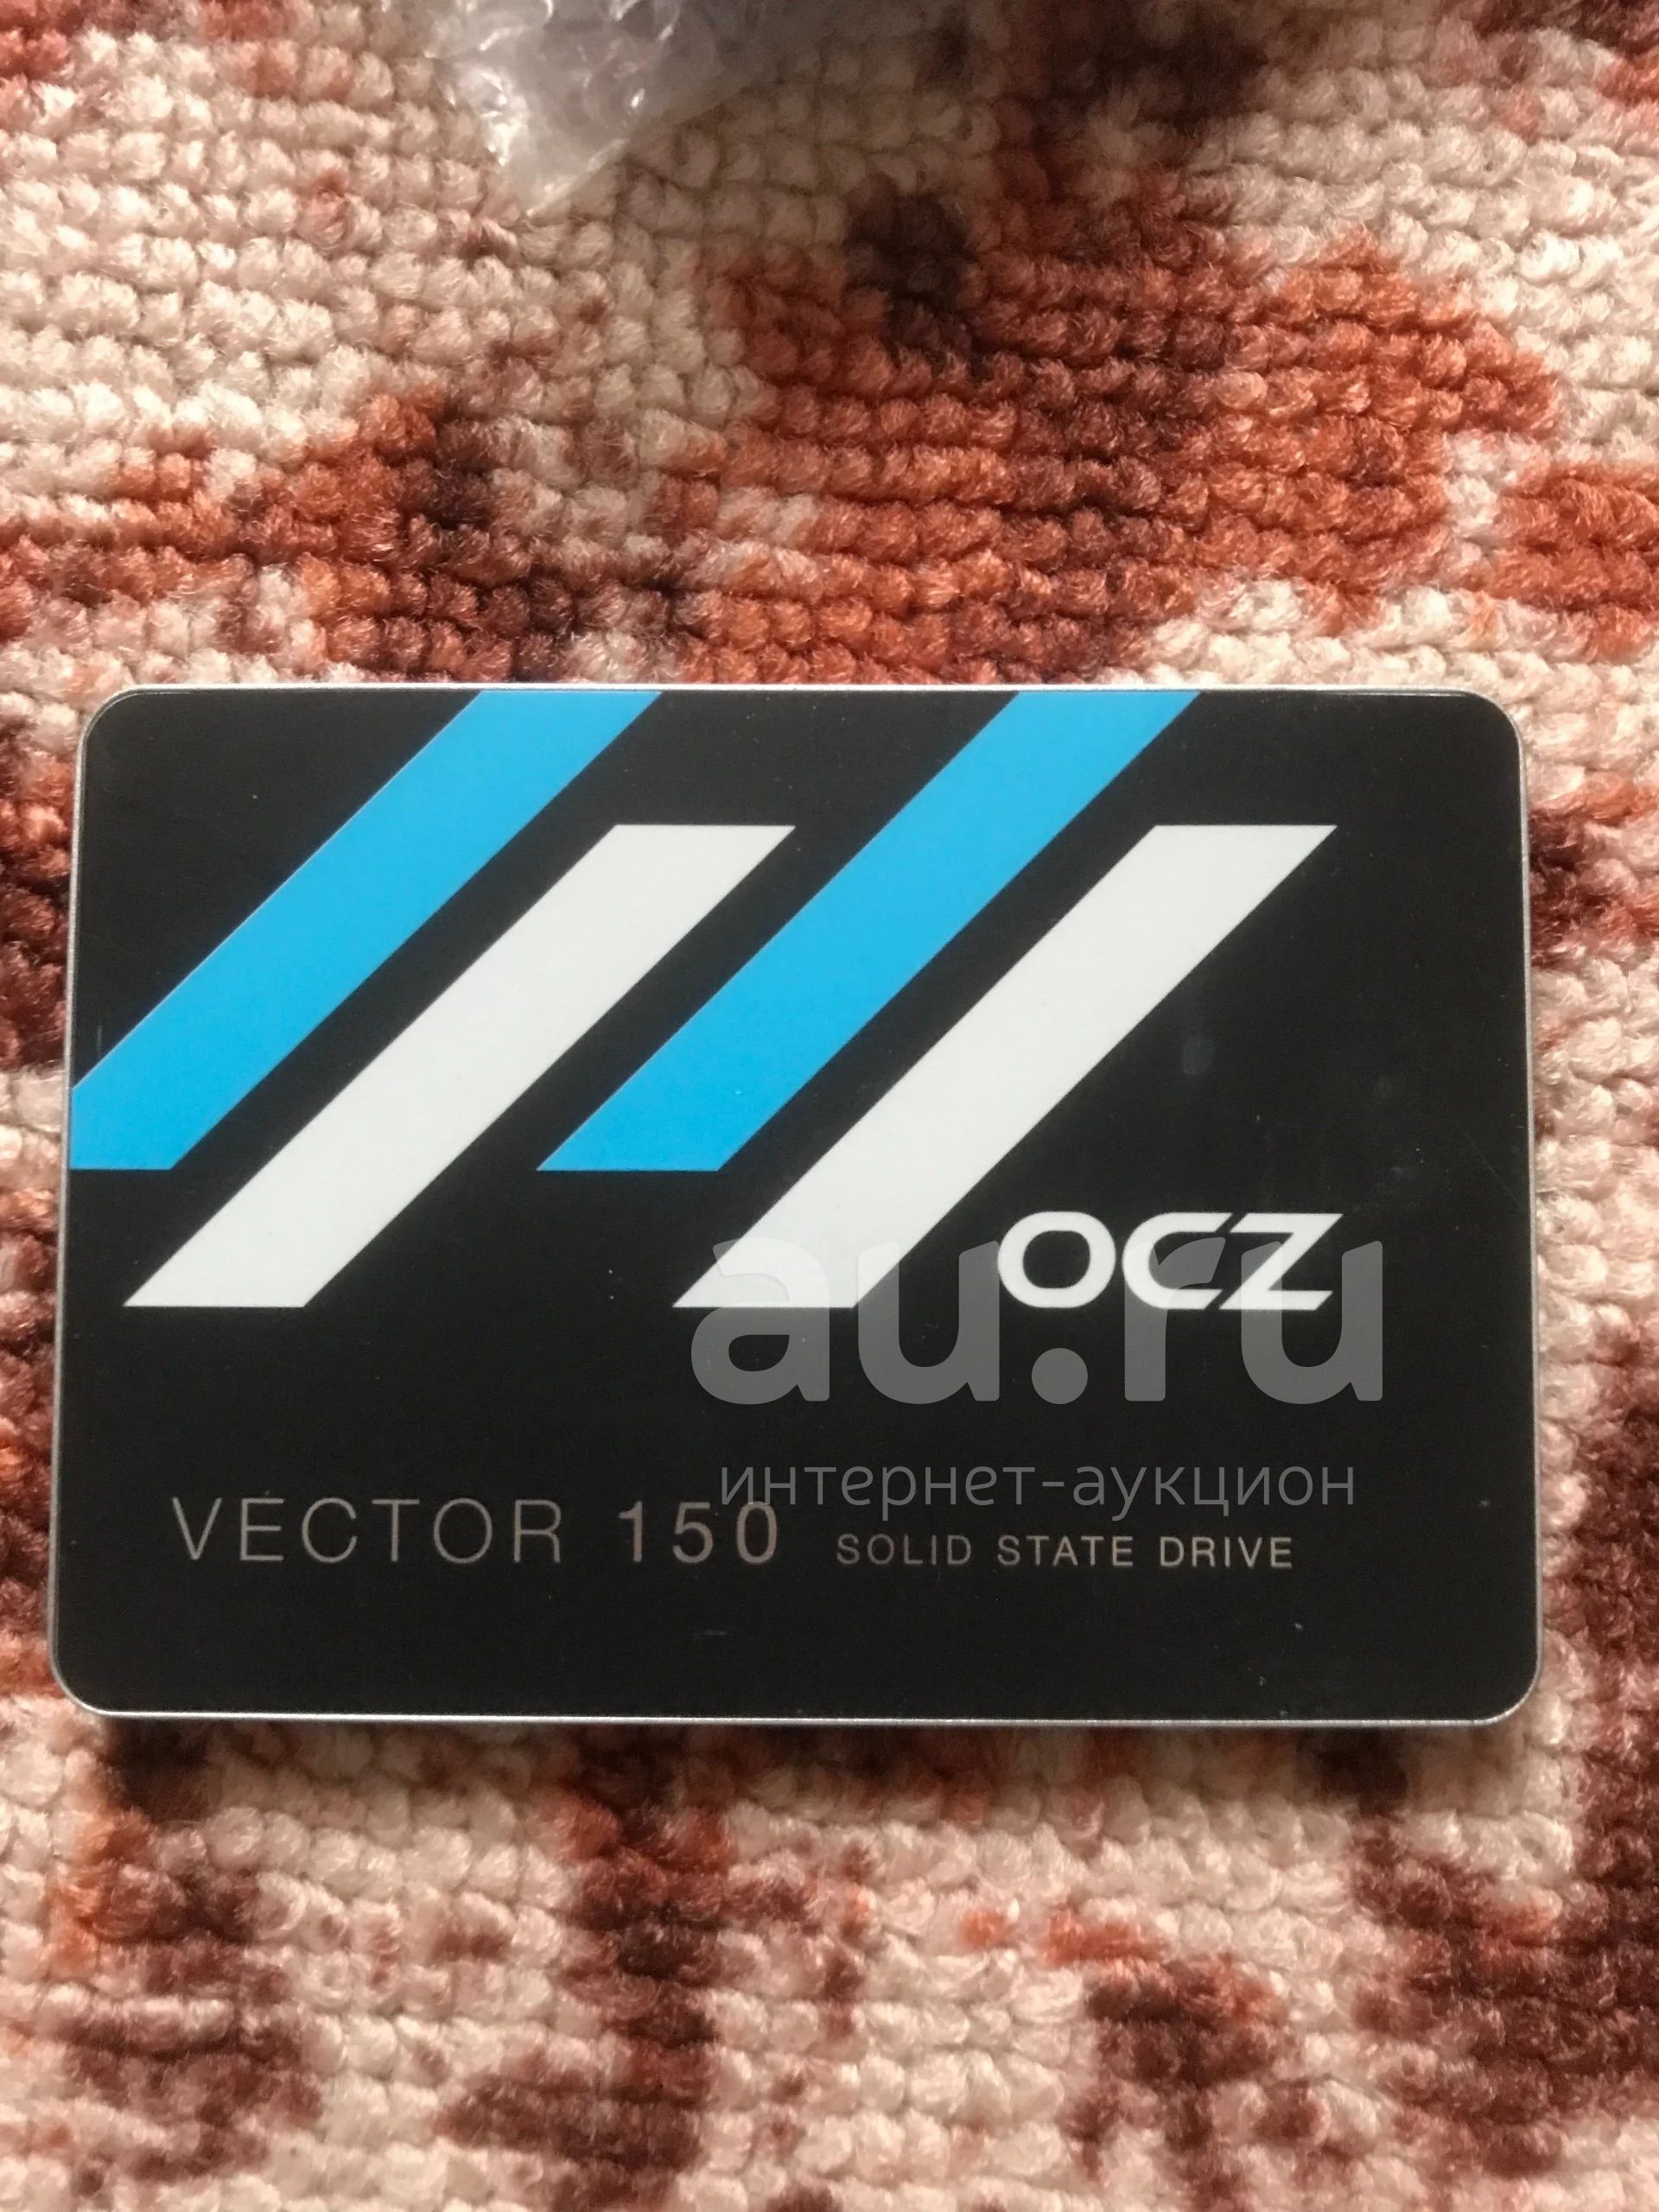 OCZ
au.ru
интернет-аукцион
VECTOR 150 SOLID STATE DRIVE